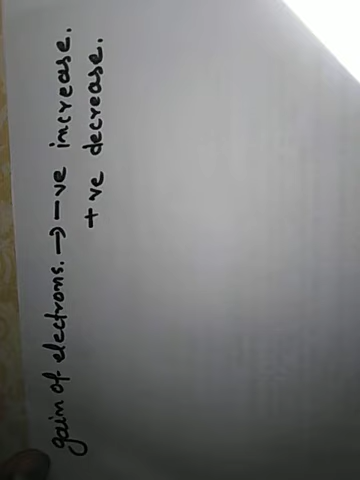 gain of electrons. → -ve increase.
+ve decrease.